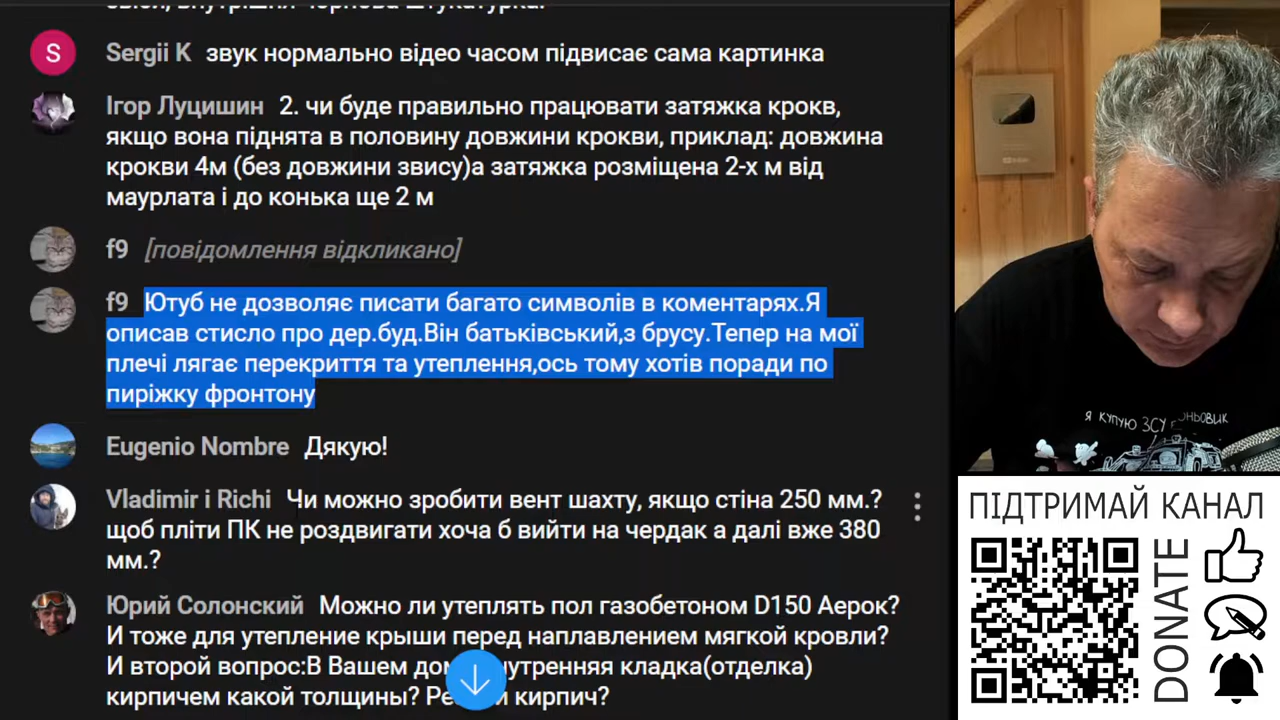 Sergii K звук нормально відео часом підвисає сама картинка
Ігор Луцишин 2. чи буде правильно працювати затяжка крокв,
якщо вона піднята в половину довжини крокви, приклад: довжина
крокви 4м (без довжини звису)а затяжка розміщена 2-х м від
маурлата і до конька ще 2 м
f9 [повідомлення відкликано]
f9 Ютуб не дозволяє писати багато символів в коментарях.Я
описав стисло про дер.буд.Він батьківський,з брусу.Тепер на мої
плечі лягає перекриття та утеплення,ось тому хотів поради по
пиріжку фронтону
Eugenio Nombre Дякую!
Vladimir i Richi Чи можно зробити вент шахту, якщо стіна 250 мм.?
щоб пліти ПК не роздвигати хоча б вийти на чердак а далі вже 380
мм.?
Юрий Солонский Можно ли утеплять пол газобетоном D150 Аерок?
И тоже для утепление крыши перед наплавлением мягкой кровли?
И второй вопрос:В Вашем кладка(отделка)
кирпичем какой толщины? кирпич?
S
Я КУПУЮ ЗСУ
ПІДТРИМАЙ КАНАЛ
DONATE